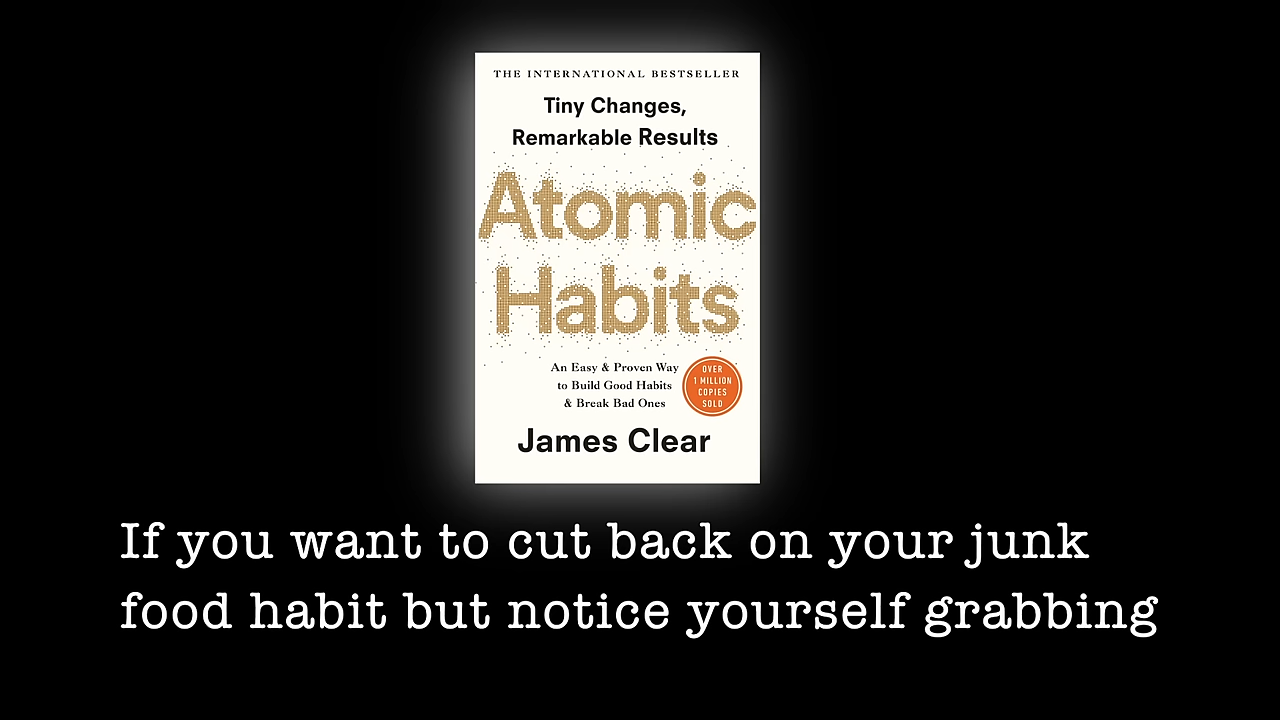 THE INTERNATIONAL BESTSELLER
Tiny Changes,
Remarkable Results
Atomic
Habits
An Easy & Proven Way
to Build Good Habits
& Break Bad Ones
OVER
1 MILLION
COPIES
SOLD
James Clear
If you want to cut back on your junk
food habit but notice yourself grabbing